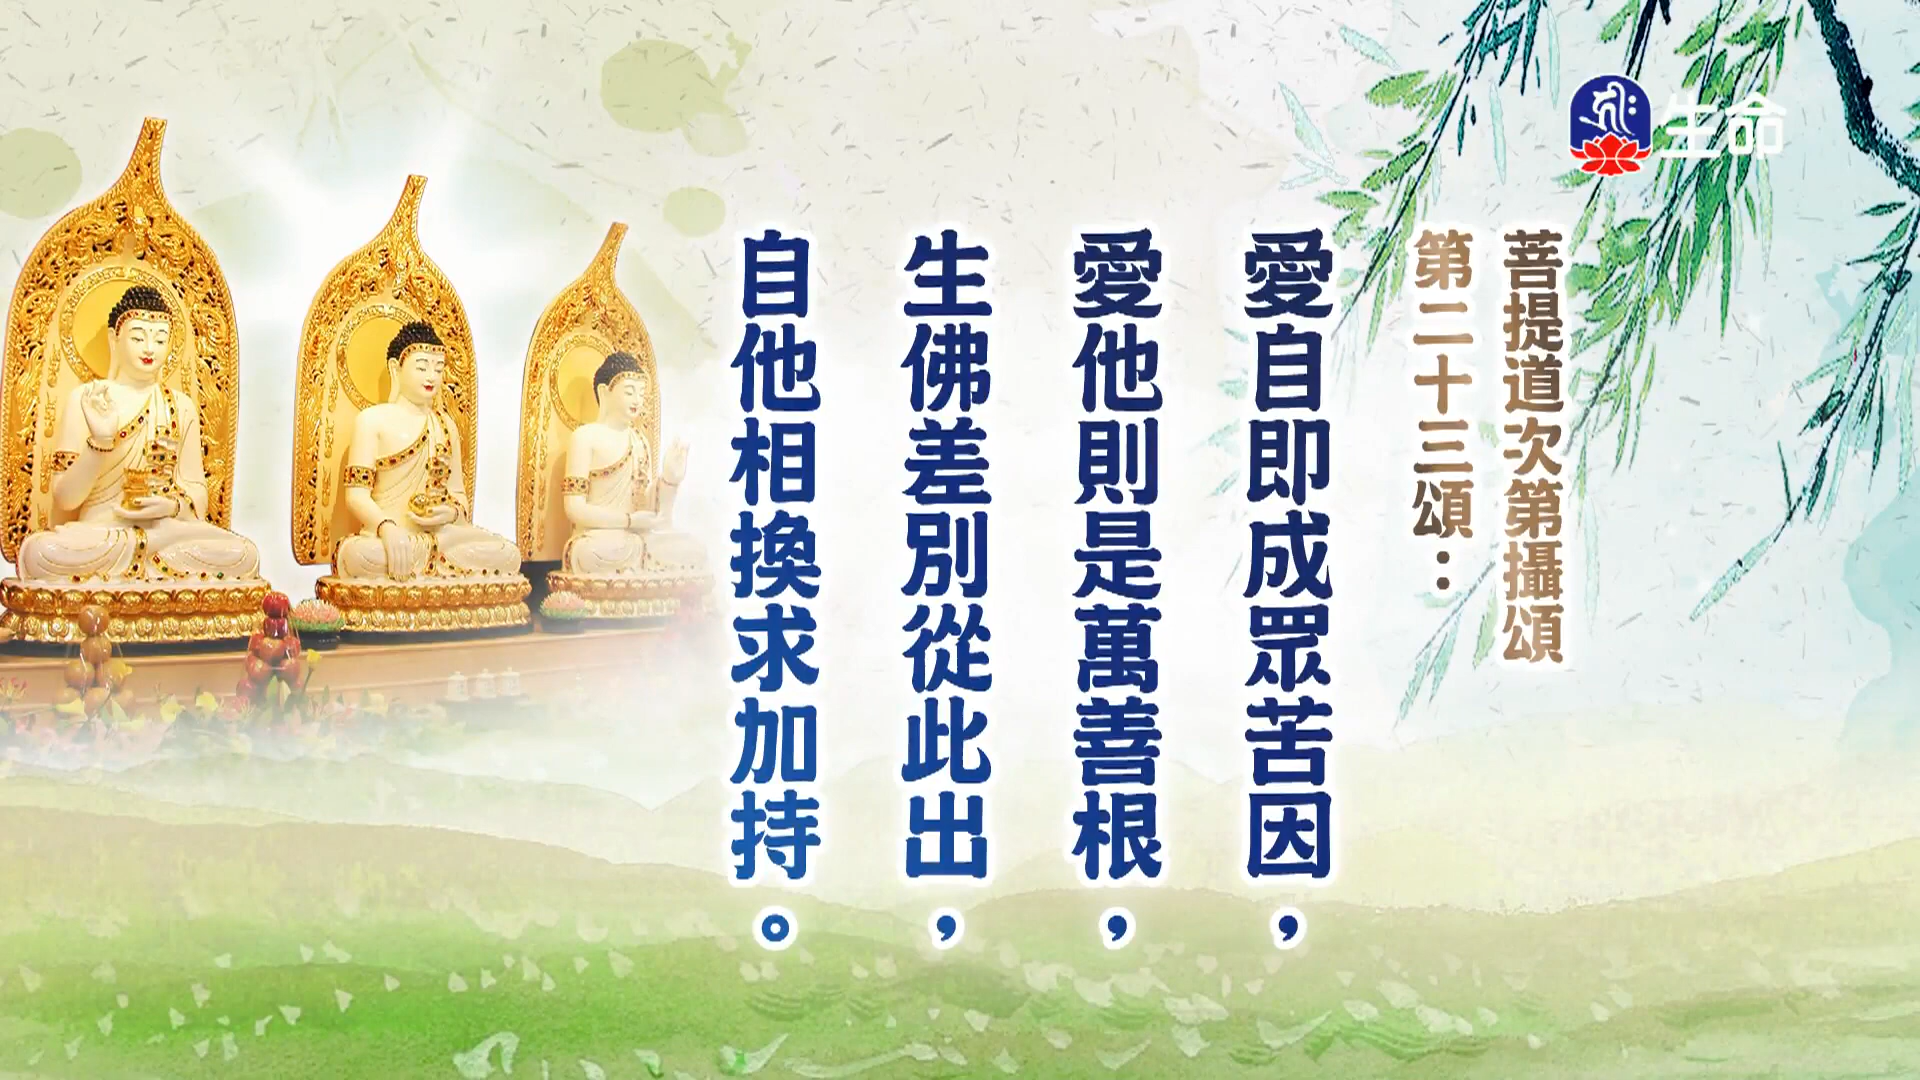 菩提道次第攝頌
第二十三頌：
愛自即成眾苦因，
愛他則是萬善根，
生佛差別從此出，
自他相換求加持。
生命